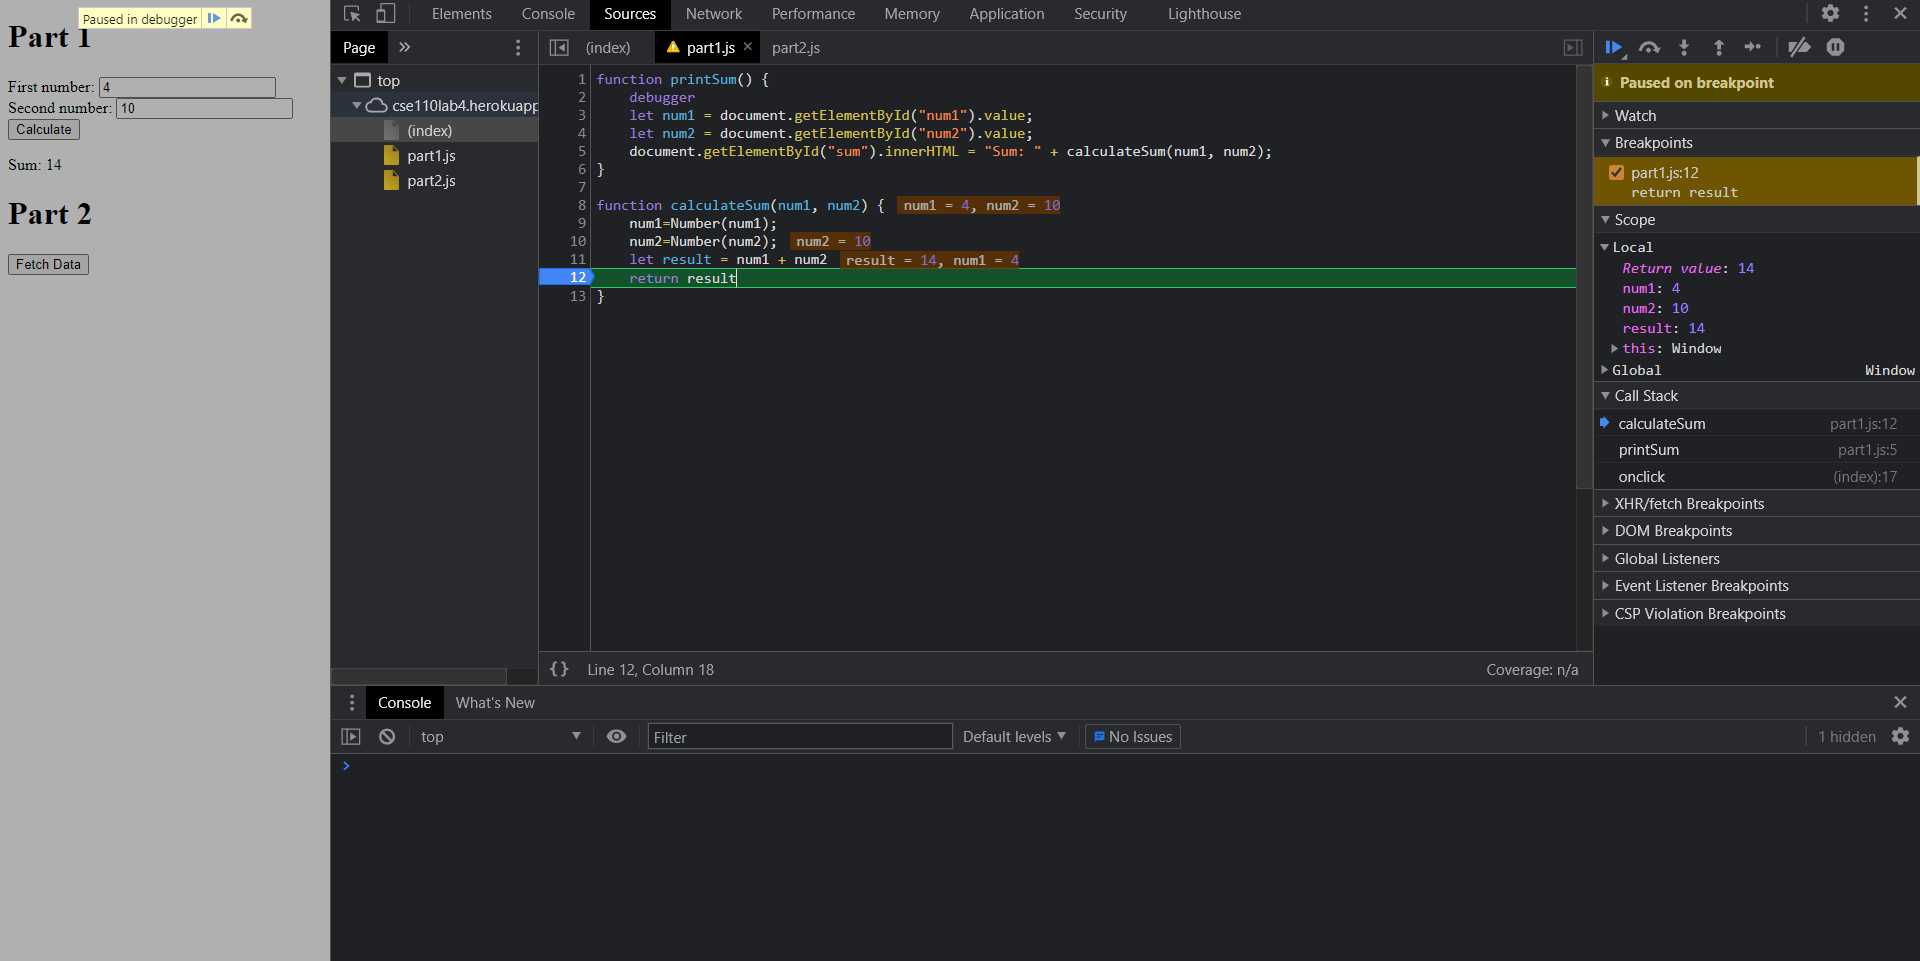 Paused in debugger
Part 1
First number: 4
Second number: 10
Calculate
Sum: 14
Part 2
Fetch Data
Elements Console Sources Network Performance Memory Application Security Lighthouse
Page (index) part1.js × part2.js
top
cse110lab4.herokuapp
(index)
part1.js
part2.js
1 function printSum() {
2 debugger
3 let num1 = document.getElementById("num1").value;
4 let num2 = document.getElementById("num2").value;
5 document.getElementById("sum").innerHTML = "Sum: " + calculateSum(num1, num2);
6 }
7
8 function calculateSum(num1, num2) { num1 = 4, num2 = 10
9 num1=Number(num1);
10 num2=Number(num2); num2 = 10
11 let result = num1 + num2 result = 14, num1 = 4
12 return result
13 }
{} Line 12, Column 18 Coverage: n/a
Paused on breakpoint
Watch
Breakpoints
part1.js:12
return result
Scope
Local
Return value: 14
num1: 4
num2: 10
result: 14
this: Window
Global Window
Call Stack
calculateSum part1.js:12
printSum part1.js:5
onclick (index):17
XHR/fetch Breakpoints
DOM Breakpoints
Global Listeners
Event Listener Breakpoints
CSP Violation Breakpoints
Console What's New
top Filter Default levels No Issues 1 hidden